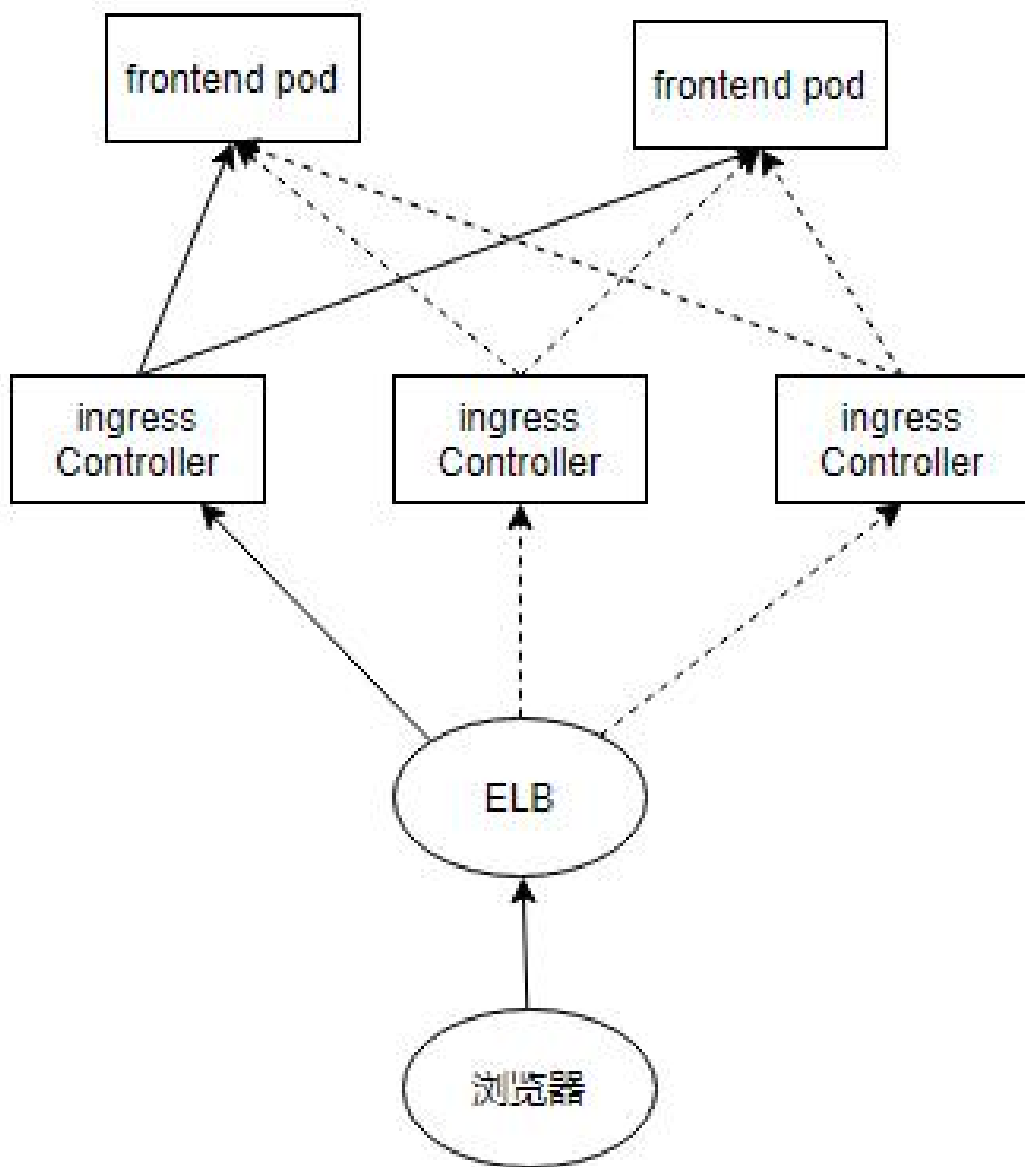 frontend pod
frontend pod
ingress
Controller
ingress
Controller
ingress
Controller
ELB
浏览器